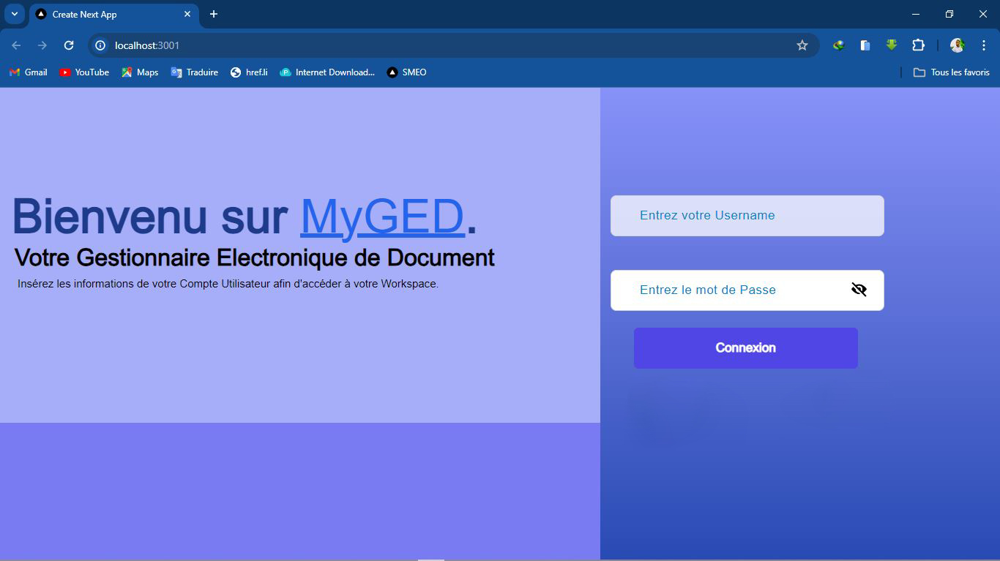 Create Next App
localhost:3001
Gmail YouTube Maps Traduire href.li Internet Download... SMEO Tous les favoris
Bienvenu sur MyGED.
Votre Gestionnaire Electronique de Document
Insérez les informations de votre Compte Utilisateur afin d'accéder à votre Workspace.
Entrez votre Username
Entrez le mot de Passe
Connexion